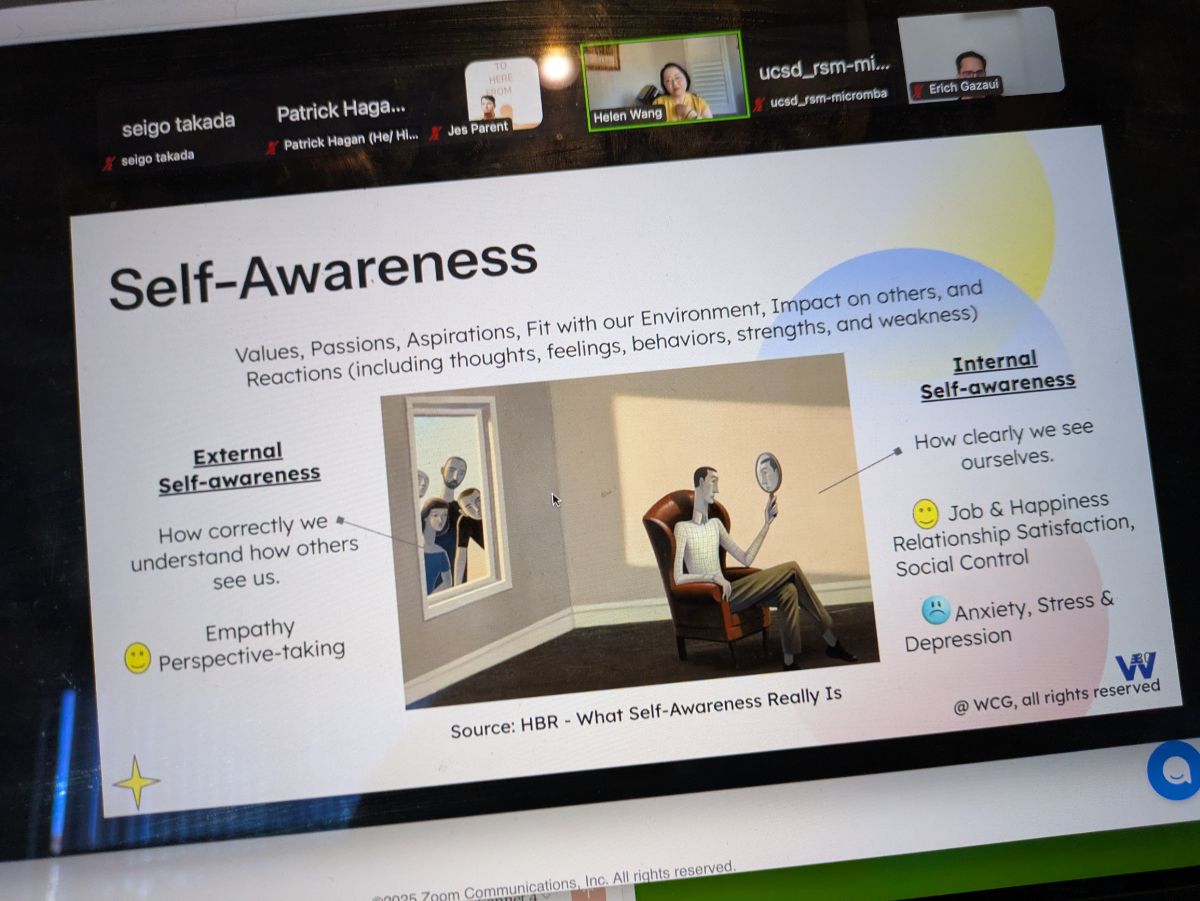 seigo takada
Patrick Haga...
TO
HERE
FROM
ucsd_rsm-mi...
seigo takada
Patrick Hagan (He/ Hi...
Jes Parent
Helen Wang
ucsd_rsm-micromba
Erich Gazaui
Self-Awareness
Values, Passions, Aspirations, Fit with our Environment, Impact on others, and
Reactions (including thoughts, feelings, behaviors, strengths, and weakness)
External
Self-awareness
How correctly we
understand how others
see us.
Empathy
Perspective-taking
Internal
Self-awareness
How clearly we see
ourselves.
Job & Happiness
Relationship Satisfaction,
Social Control
Anxiety, Stress &
Depression
Source: HBR - What Self-Awareness Really Is
W
30
@ WCG, all rights reserved
©2025 Zoom Communications, Inc. All rights reserved.